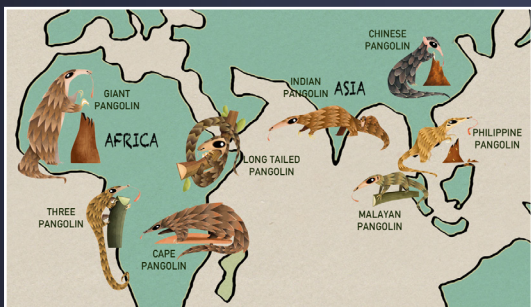 CHINESE
PANGOLIN
GIANT
PANGOLIN
INDIAN
PANGOLIN
ASIA
AFRICA
PHILIPPINE
PANGOLIN
LONG TAILED
PANGOLIN
THREE
PANGOLIN
MALAYAN
PANGOLIN
CAPE
PANGOLIN